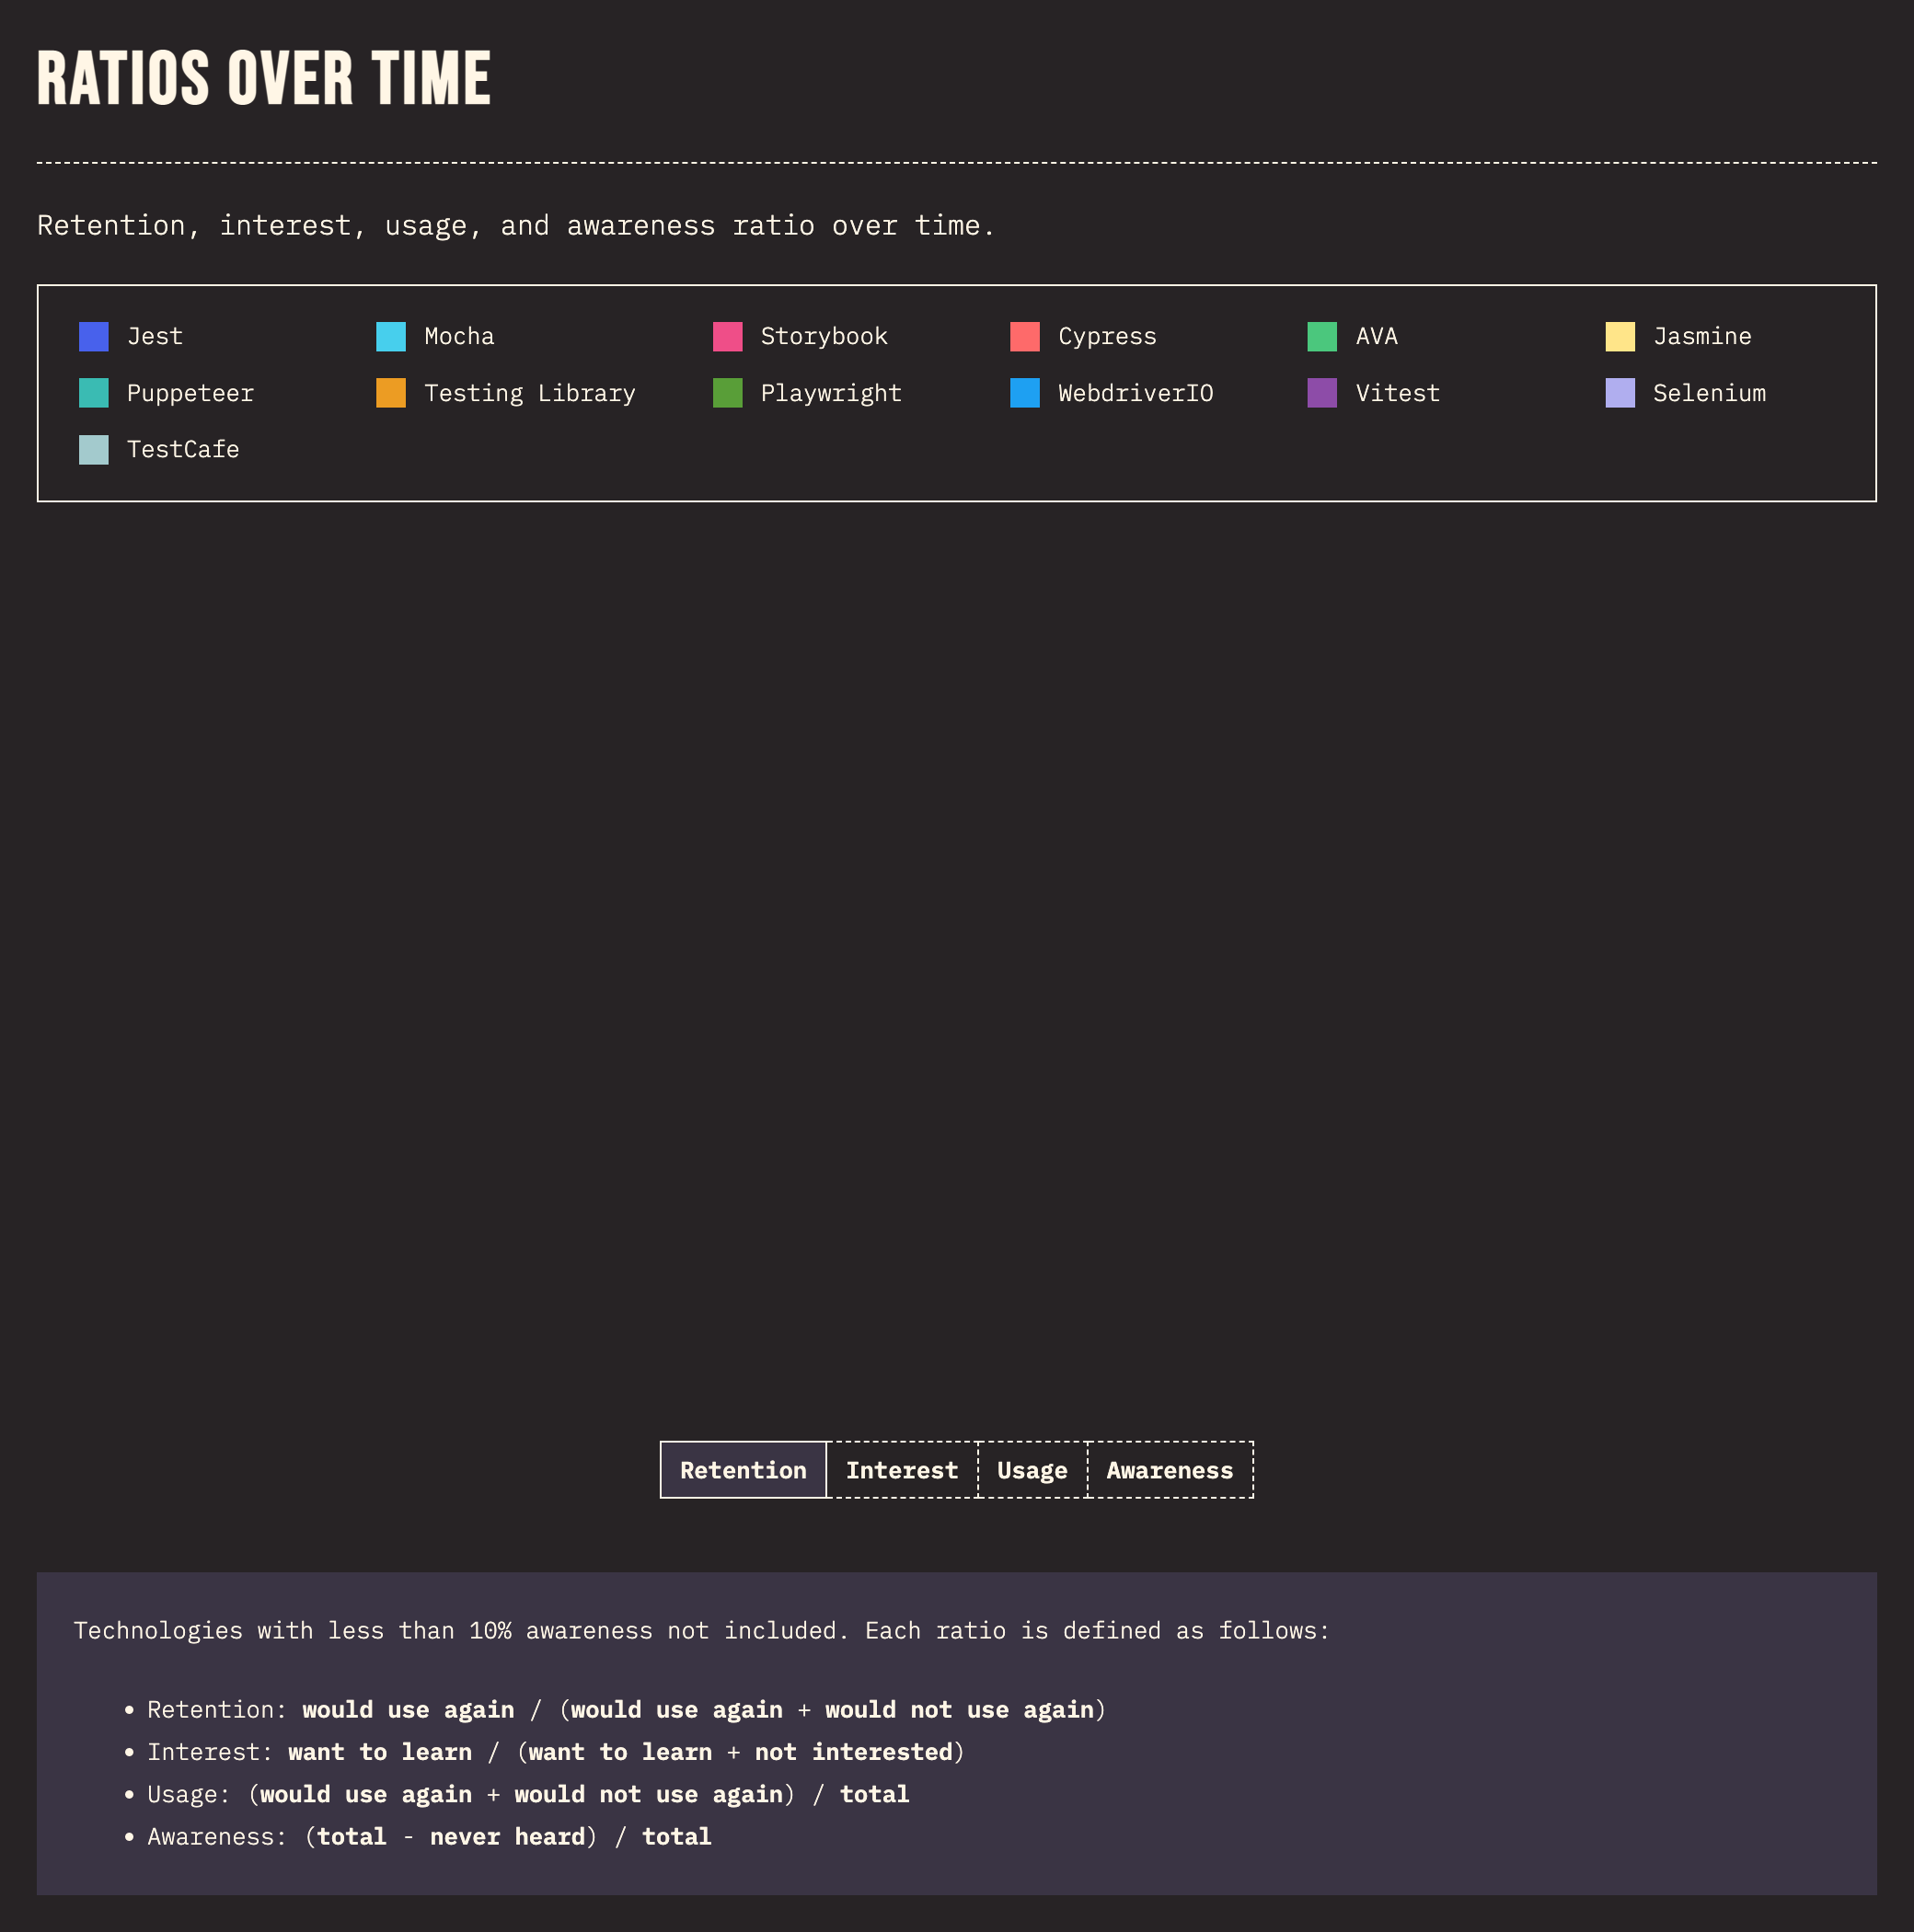 RATIOS OVER TIME
Retention, interest, usage, and awareness ratio over time.
Jest Mocha Storybook Cypress AVA Jasmine
Puppeteer Testing Library Playwright WebdriverIO Vitest Selenium
TestCafe
Retention Interest Usage Awareness
Technologies with less than 10% awareness not included. Each ratio is defined as follows:
• Retention: would use again / (would use again + would not use again)
• Interest: want to learn / (want to learn + not interested)
• Usage: (would use again + would not use again) / total
• Awareness: (total - never heard) / total